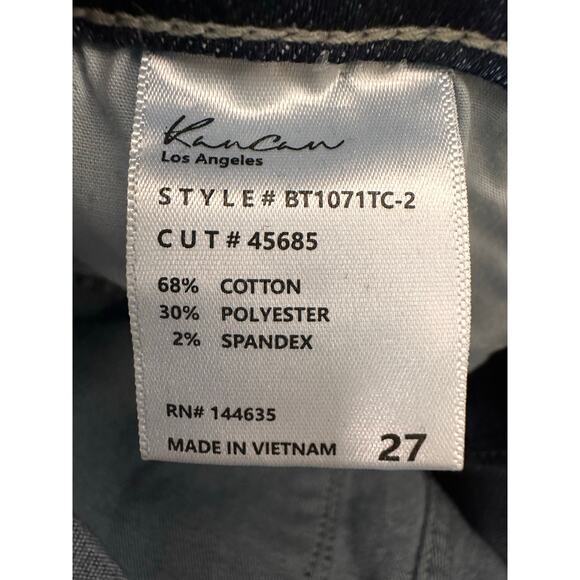 KanCan
Los Angeles
STYLE# BT1071TC-2
CUT# 45685
68% COTTON
30% POLYESTER
2% SPANDEX
RN# 144635
MADE IN VIETNAM 27